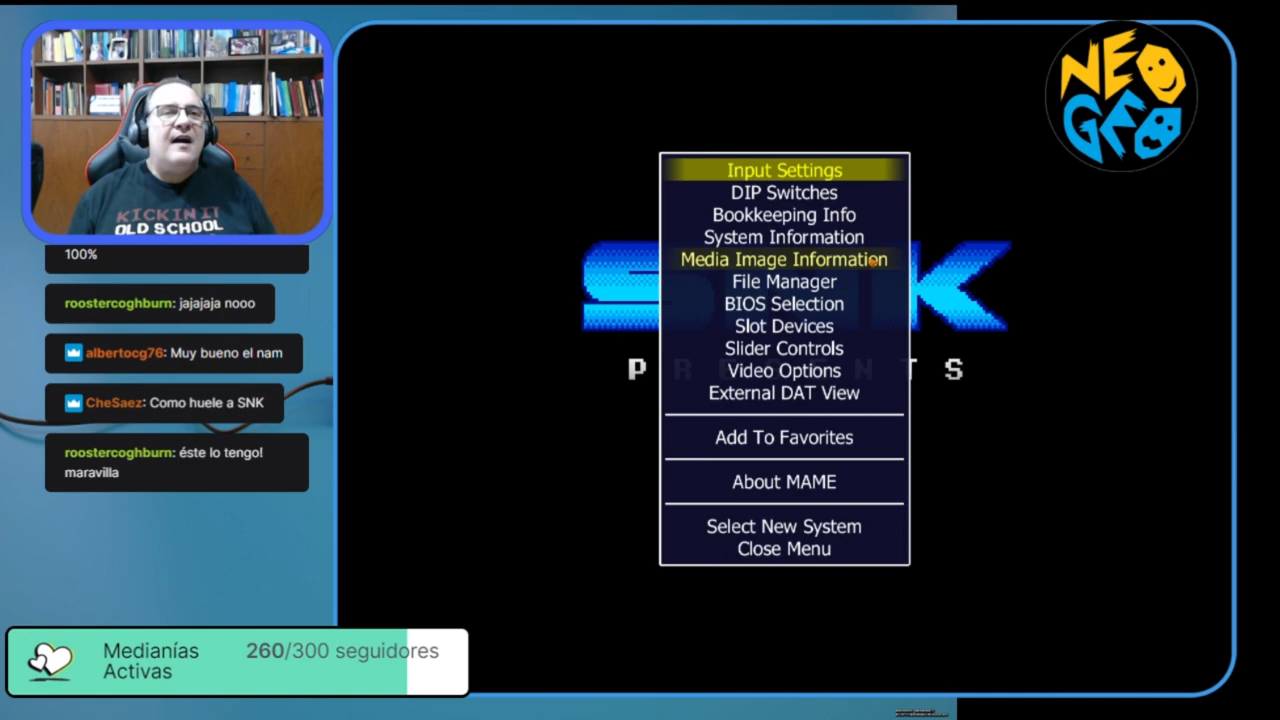 KICKIN IT
OLD SCHOOL
100%
roostercoghburn: jajajaja nooo
albertocg76: Muy bueno el nam
CheSaez: Como huele a SNK
roostercoghburn: éste lo tengo!
maravilla
Medianías
Activas
260/300 seguidores
NEO
GEO
Input Settings
DIP Switches
Bookkeeping Info
System Information
Media Image Information
File Manager
BIOS Selection
Slot Devices
Slider Controls
Video Options
External DAT View
Add To Favorites
About MAME
Select New System
Close Menu
SNK
PRESENTS